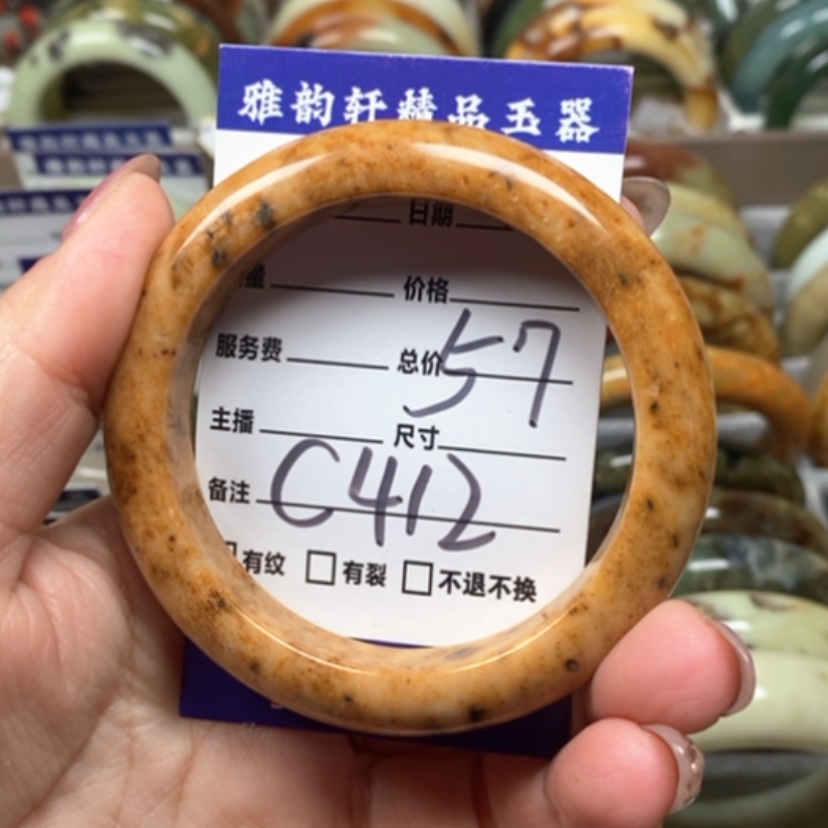 雅韵轩精品玉器
日期
量 价格
服务费 总价 57
主播 尺寸
备注 C412
有纹 有裂 不退不换